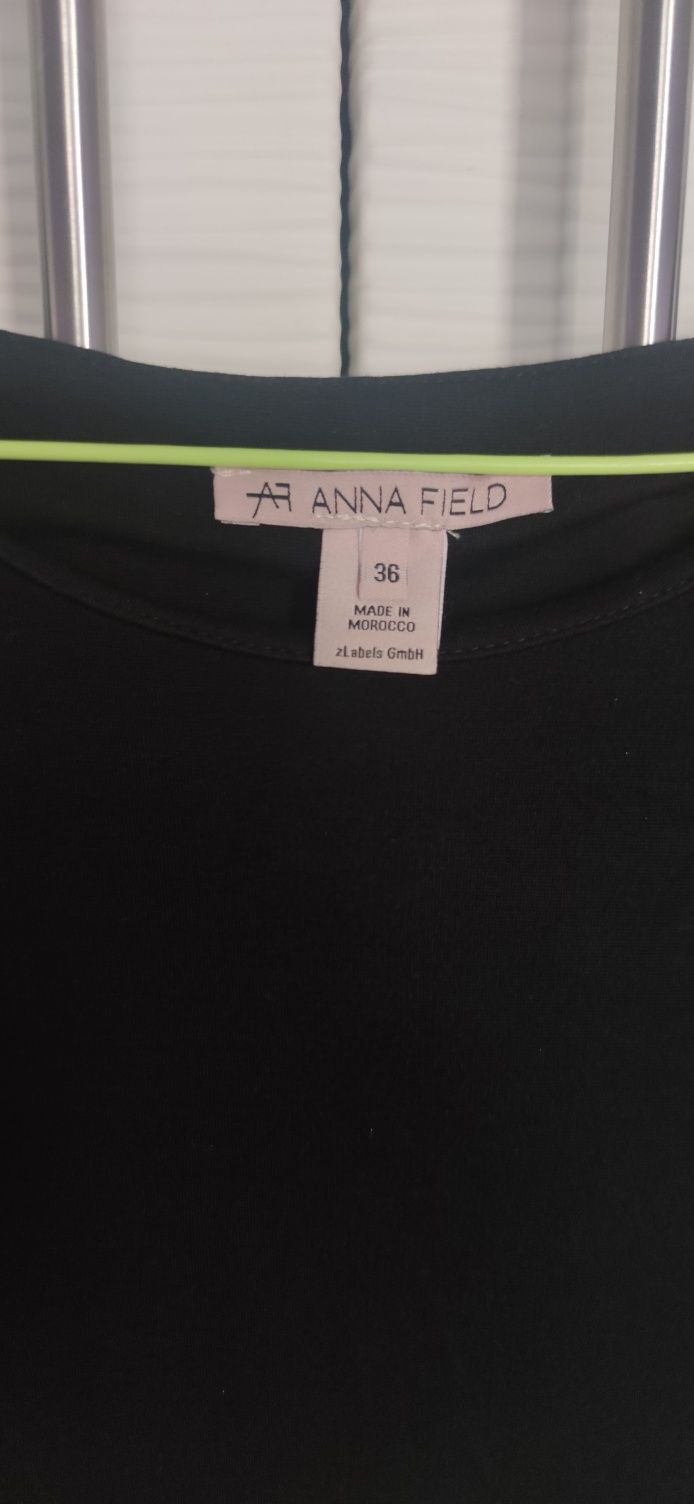 AF ANNA FIELD
36
MADE IN
MOROCCO
zLabels GmbH